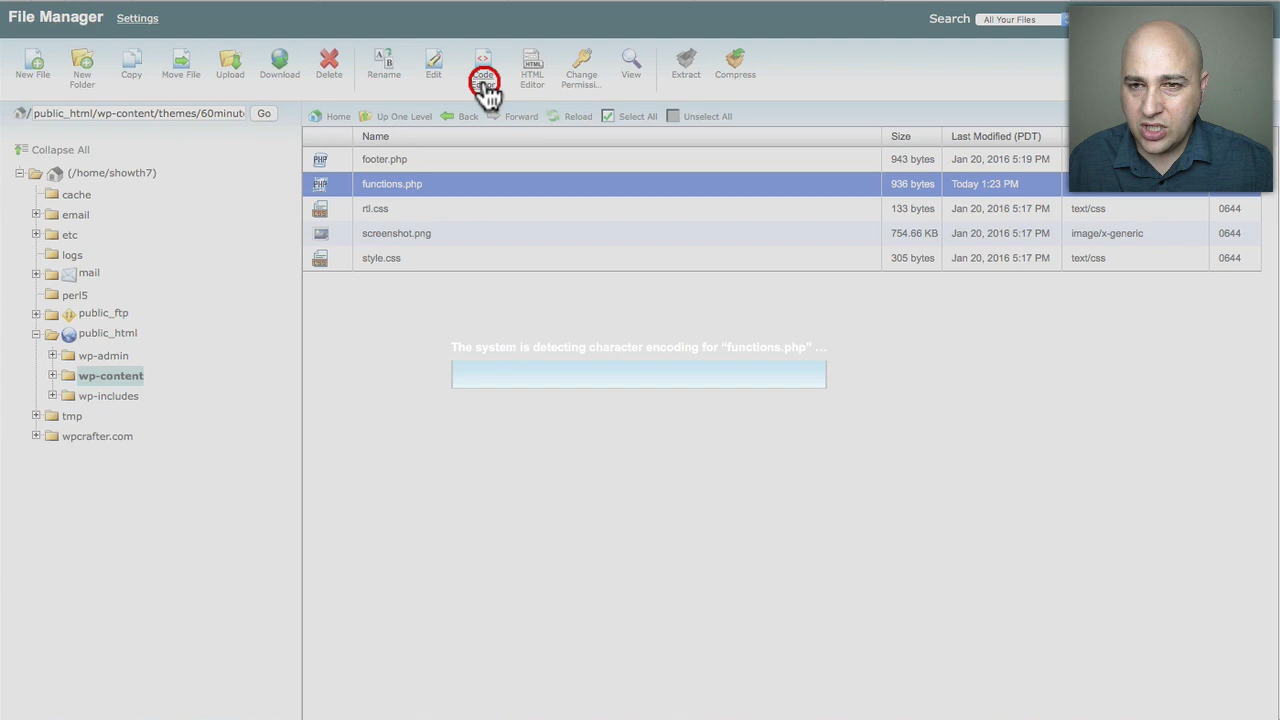 File Manager Settings Search All Your Files
New File New Folder Copy Move File Upload Download Delete Rename Edit Code HTML Editor Change Permissi... View Extract Compress
/ public_html/wp-content/themes/60minut Go Home Up One Level Back Forward Reload Select All Unselect All
Collapse All
Name Size Last Modified (PDT)
footer.php 943 bytes Jan 20, 2016 5:19 PM
functions.php 936 bytes Today 1:23 PM
rtl.css 133 bytes Jan 20, 2016 5:17 PM text/css 0644
screenshot.png 754.66 KB Jan 20, 2016 5:17 PM image/x-generic 0644
style.css 305 bytes Jan 20, 2016 5:17 PM text/css 0644
(/home/showth7)
cache
email
etc
logs
mail
perl5
public_ftp
public_html
wp-admin
wp-content
wp-includes
tmp
wpcrafter.com
The system is detecting character encoding for “functions.php” ...